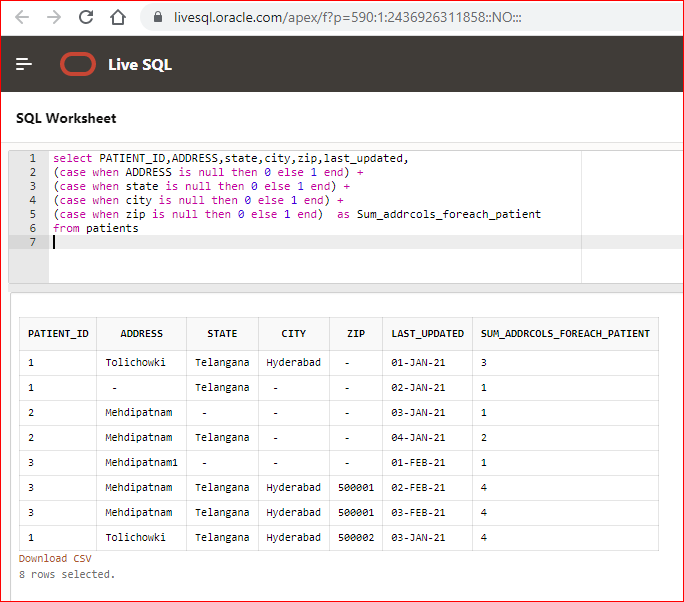 livesql.oracle.com/apex/f?p=590:1:2436926311858::NO:::
Live SQL
SQL Worksheet
1 select PATIENT_ID,ADDRESS,state,city,zip,last_updated,
2 (case when ADDRESS is null then 0 else 1 end) +
3 (case when state is null then 0 else 1 end) +
4 (case when city is null then 0 else 1 end) +
5 (case when zip is null then 0 else 1 end)  as Sum_addrcols_foreach_patient
6 from patients
7
PATIENT_ID ADDRESS STATE CITY ZIP LAST_UPDATED SUM_ADDRCOLS_FOREACH_PATIENT
1 Tolichowki Telangana Hyderabad - 01-JAN-21 3
1 - Telangana - - 02-JAN-21 1
2 Mehdipatnam - - - 03-JAN-21 1
2 Mehdipatnam Telangana - - 04-JAN-21 2
3 Mehdipatnam1 - - - 01-FEB-21 1
3 Mehdipatnam Telangana Hyderabad 500001 02-FEB-21 4
3 Mehdipatnam Telangana Hyderabad 500001 03-FEB-21 4
1 Tolichowki Telangana Hyderabad 500002 03-JAN-21 4
Download CSV
8 rows selected.